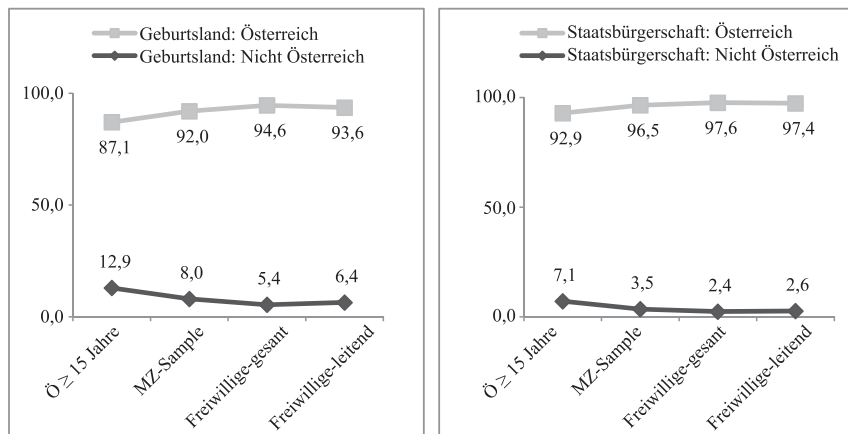 Geburtsland: Österreich
Geburtsland: Nicht Österreich
100,0
50,0
0,0
87,1
92,0
94,6
93,6
12,9
8,0
5,4
6,4
Ö ≥ 15 Jahre
MZ-Sample
Freiwillige-gesant
Freiwillige-leitend
Staatsbürgerschaft: Österreich
Staatsbürgerschaft: Nicht Österreich
100,0
50,0
0,0
92,9
96,5
97,6
97,4
7,1
3,5
2,4
2,6
Ö ≥ 15 Jahre
MZ-Sample
Freiwillige-gesant
Freiwillige-leitend